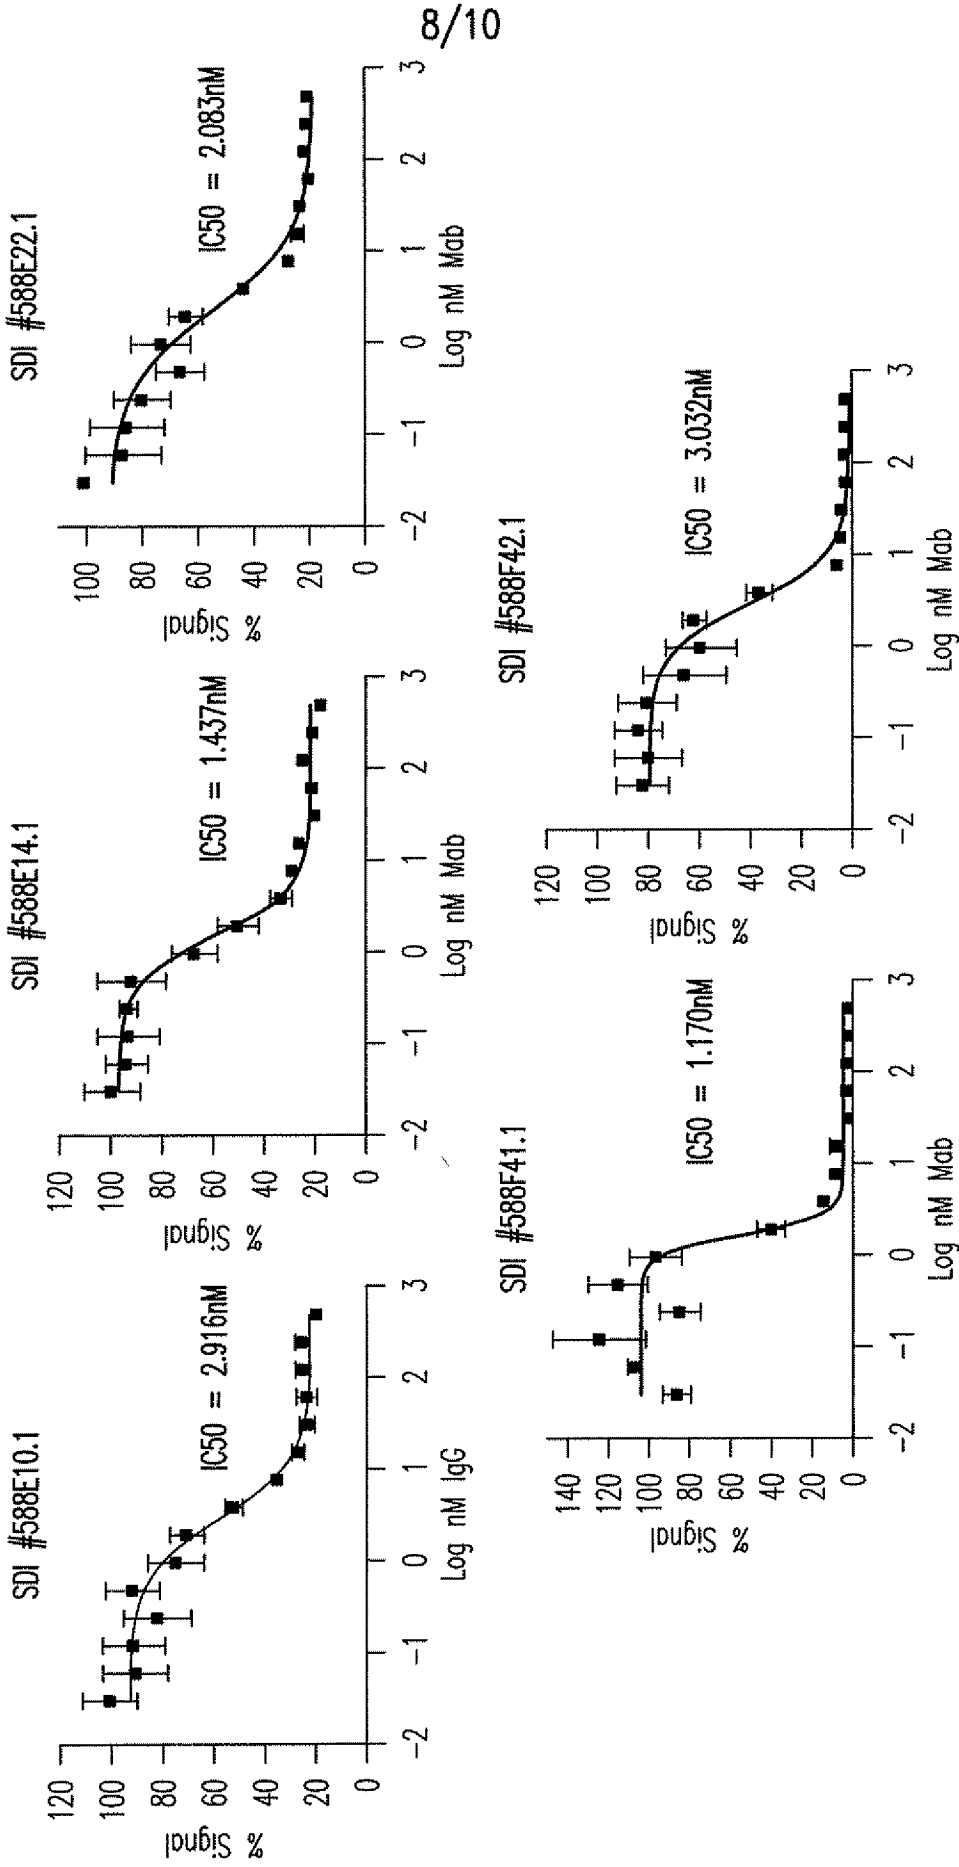 8/10
SDI #588E10.1
120
100
80
60
40
20
0
% Signal
IC50 = 2.916nM
-2 -1 0 1 2 3
Log nM IgG
SDI #588E14.1
120
100
80
60
40
20
0
% Signal
IC50 = 1.437nM
-2 -1 0 1 2 3
Log nM Mab
SDI #588E22.1
100
80
60
40
20
0
% Signal
IC50 = 2.083nM
-2 -1 0 1 2 3
Log nM Mab
SDI #588F41.1
140
120
100
80
60
40
20
0
% Signal
IC50 = 1.170nM
-2 -1 0 1 2 3
Log nM Mab
SDI #588F42.1
120
100
80
60
40
20
0
% Signal
IC50 = 3.032nM
-2 -1 0 1 2 3
Log nM Mab